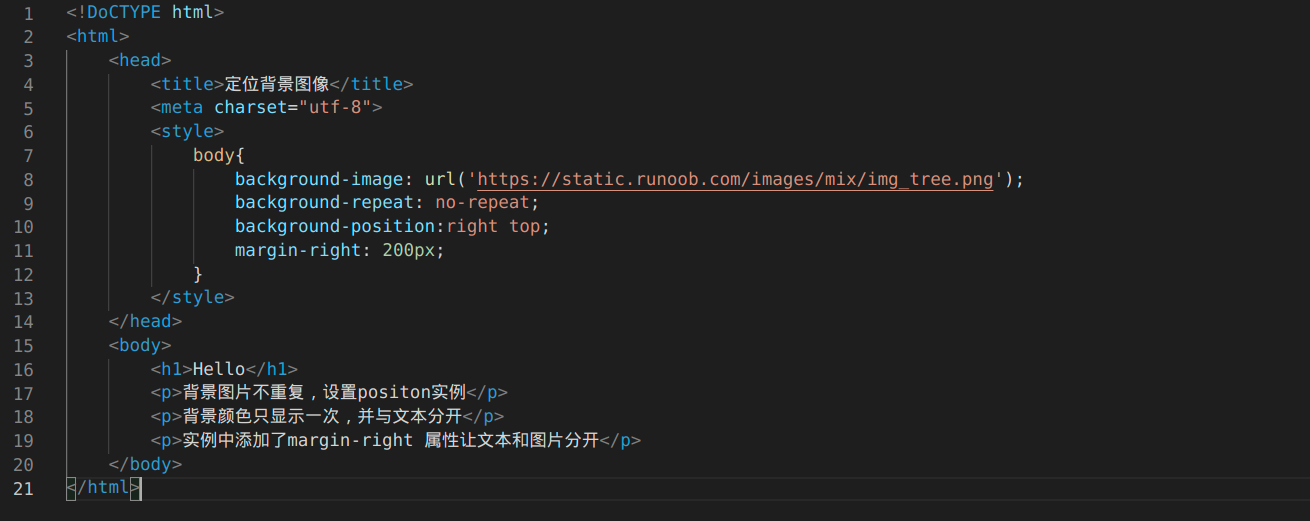 1 <!DoCTYPE html>
2 <html>
3 <head>
4 <title>定位背景图像</title>
5 <meta charset="utf-8">
6 <style>
7 body{
8 background-image: url('https://static.runoob.com/images/mix/img_tree.png');
9 background-repeat: no-repeat;
10 background-position:right top;
11 margin-right: 200px;
12 }
13 </style>
14 </head>
15 <body>
16 <h1>Hello</h1>
17 <p>背景图片不重复，设置positon实例</p>
18 <p>背景颜色只显示一次，并与文本分开</p>
19 <p>实例中添加了margin-right 属性让文本和图片分开</p>
20 </body>
21 </html>